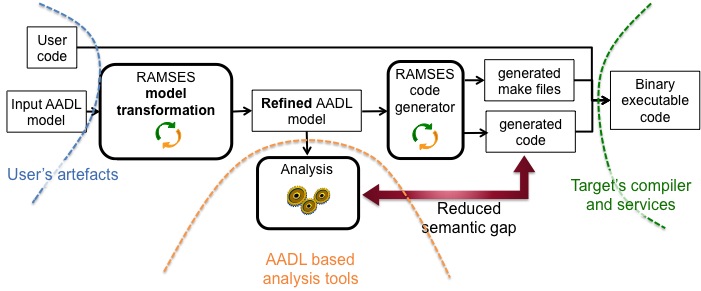 User
code
Input AADL
model
User's artefacts
RAMSES
model
transformation
Refined AADL
model
RAMSES
code
generator
generated
make files
generated
code
Binary
executable
code
Analysis
Reduced
semantic gap
Target's compiler
and services
AADL based
analysis tools